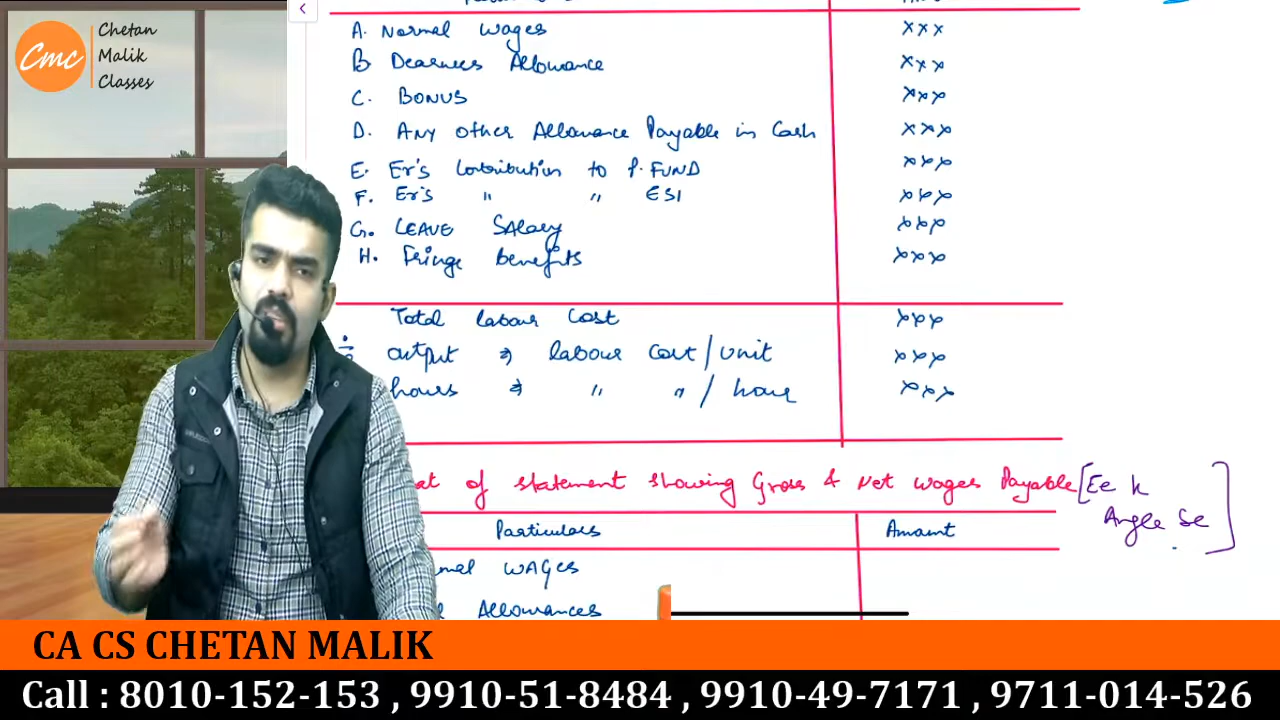 Cmc
Chetan
Malik
Classes
A. Normal Wages xxx
B. Dearness Allowance xxx
C. BONUS xxx
D. ANY other Allowance Payable in Cash xxx
E. Er's Contribution to P. FUND xxx
F. Er's " " ESI xxx
G. LEAVE SAlary xxx
H. Fringe benefits xxx
Total labour Cost xxx
÷ output ⇒ labour Cost/Unit xxx
hours ⇒ " " / hour xxx
at of statement showing Gross & Net Wages Payable [Ee k
Angle Se]
Particulars Amount
mal WAGes
Allowances
CA CS CHETAN MALIK
Call : 8010-152-153 , 9910-51-8484 , 9910-49-7171 , 9711-014-526